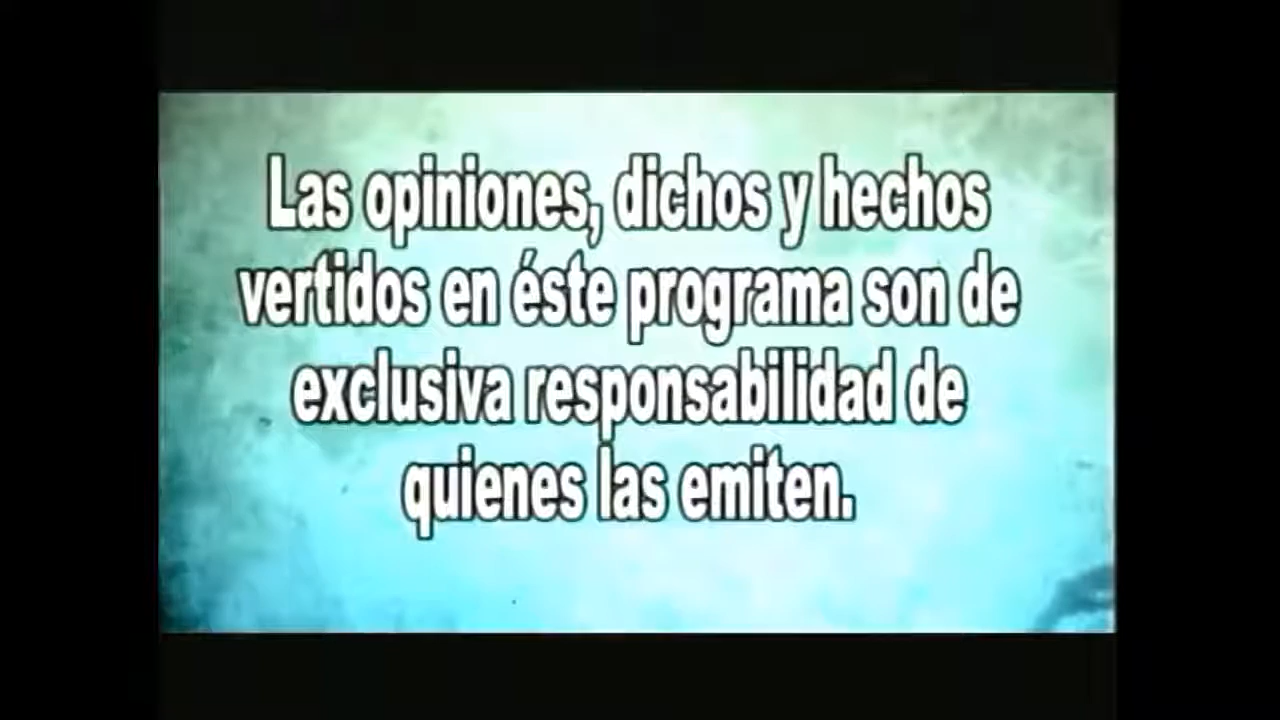 Las opiniones, dichos y hechos
vertidos en éste programa son de
exclusiva responsabilidad de
quienes las emiten.